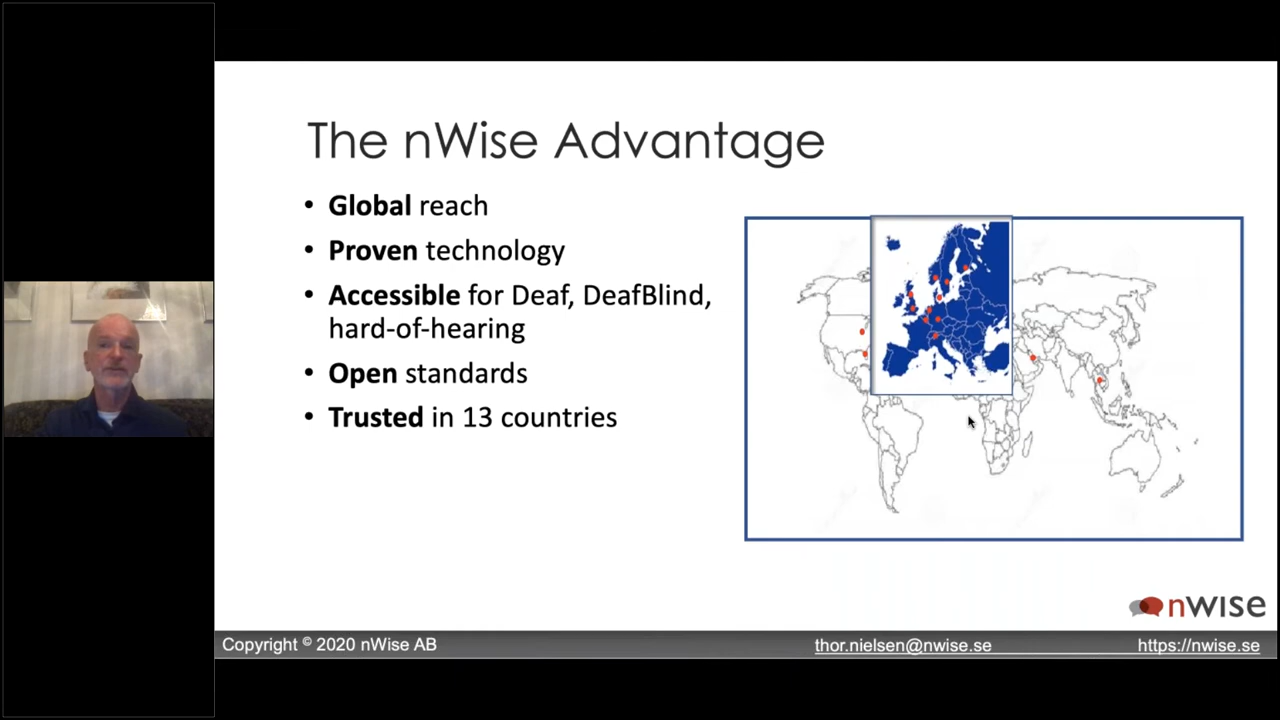 The nWise Advantage
• Global reach
• Proven technology
• Accessible for Deaf, DeafBlind,
hard-of-hearing
• Open standards
• Trusted in 13 countries
nwise
Copyright © 2020 nWise AB
thor.nielsen@nwise.se
https://nwise.se